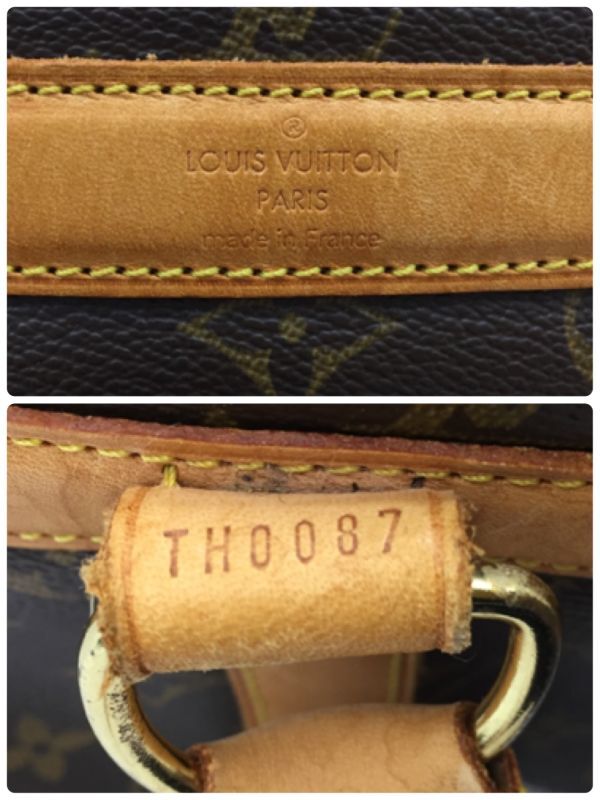 ®
LOUIS VUITTON
PARIS
made in France
TH0087